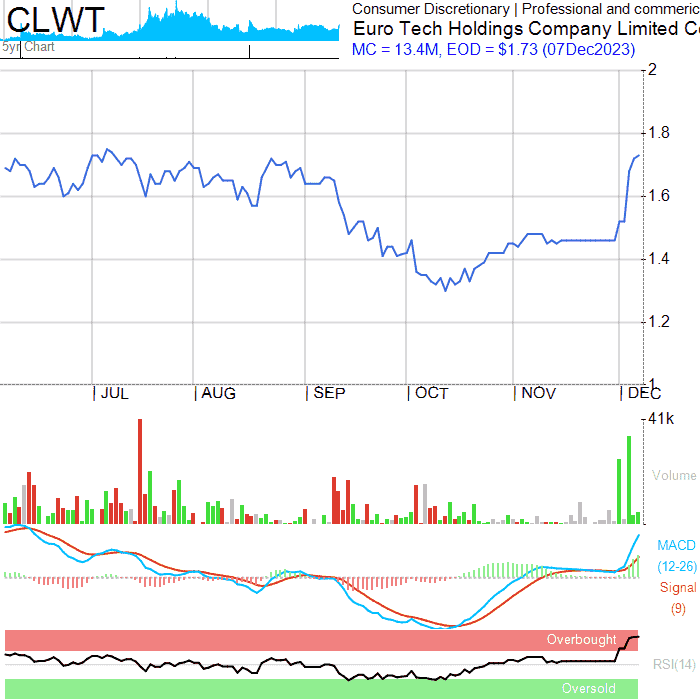 CLWT
Consumer Discretionary | Professional and commeric
Euro Tech Holdings Company Limited Co
5yr Chart
MC = 13.4M, EOD = $1.73 (07Dec2023)
2
1.8
1.6
1.4
1.2
1
JUL AUG SEP OCT NOV DEC
41k
Volume
MACD
(12-26)
Signal
(9)
Overbought
RSI(14)
Oversold